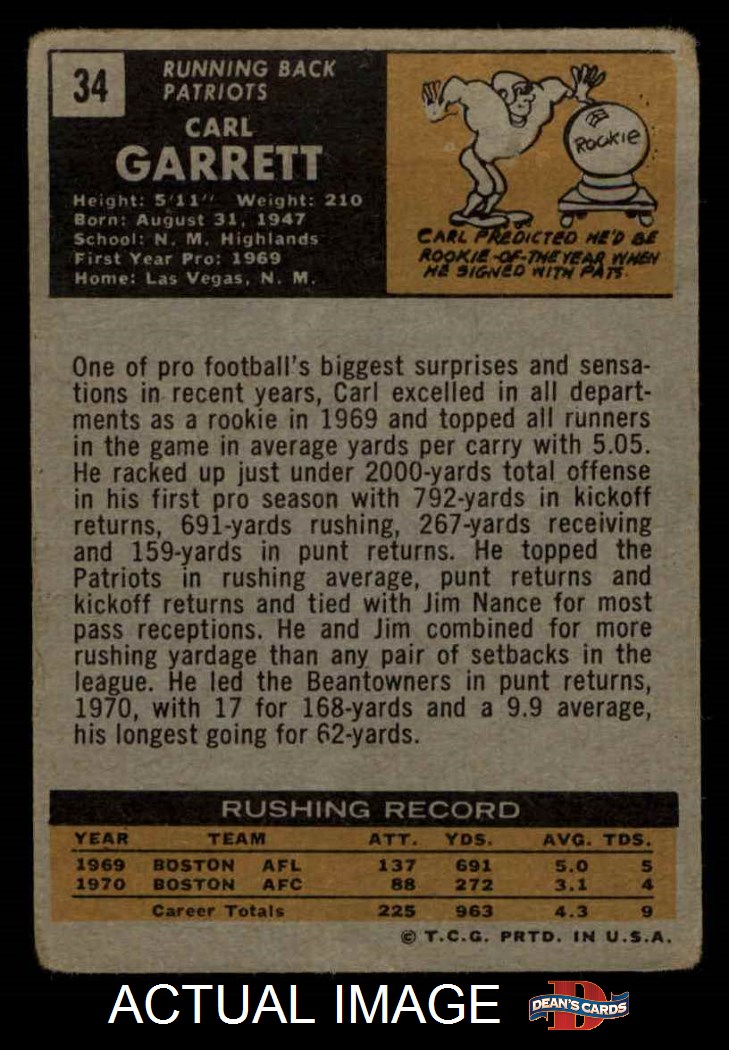 34
RUNNING BACK
PATRIOTS
CARL
GARRETT
Height: 5'11" Weight: 210
Born: August 31, 1947
School: N. M. Highlands
First Year Pro: 1969
Home: Las Vegas, N. M.
ROOKIE
CARL PREDICTED HE'D BE
ROOKIE-OF-THE YEAR WHEN
HE SIGNED WITH PATS.
One of pro football's biggest surprises and sensa-
tions in recent years, Carl excelled in all depart-
ments as a rookie in 1969 and topped all runners
in the game in average yards per carry with 5.05.
He racked up just under 2000-yards total offense
in his first pro season with 792-yards in kickoff
returns, 691-yards rushing, 267-yards receiving
and 159-yards in punt returns. He topped the
Patriots in rushing average, punt returns and
kickoff returns and tied with Jim Nance for most
pass receptions. He and Jim combined for more
rushing yardage than any pair of setbacks in the
league. He led the Beantowners in punt returns,
1970, with 17 for 168-yards and a 9.9 average,
his longest going for 62-yards.
RUSHING RECORD
YEAR TEAM ATT. YDS. AVG. TDS.
1969 BOSTON AFL 137 691 5.0 5
1970 BOSTON AFC 88 272 3.1 4
Career Totals 225 963 4.3 9
© T.C.G. PRTD. IN U.S.A.
ACTUAL IMAGE
D
DEAN'S CARDS